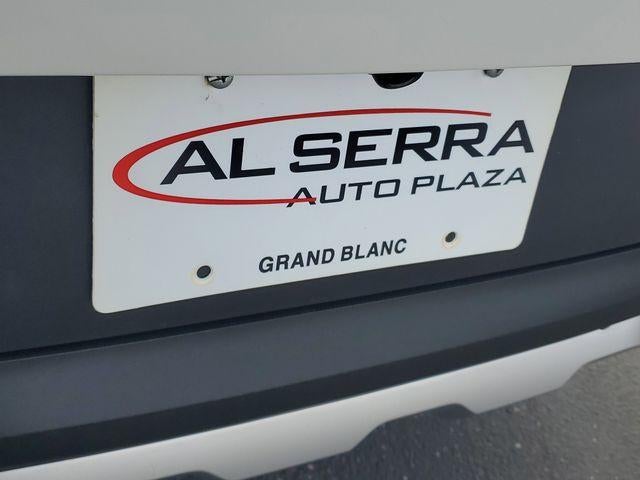 AL SERRA
AUTO PLAZA
GRAND BLANC